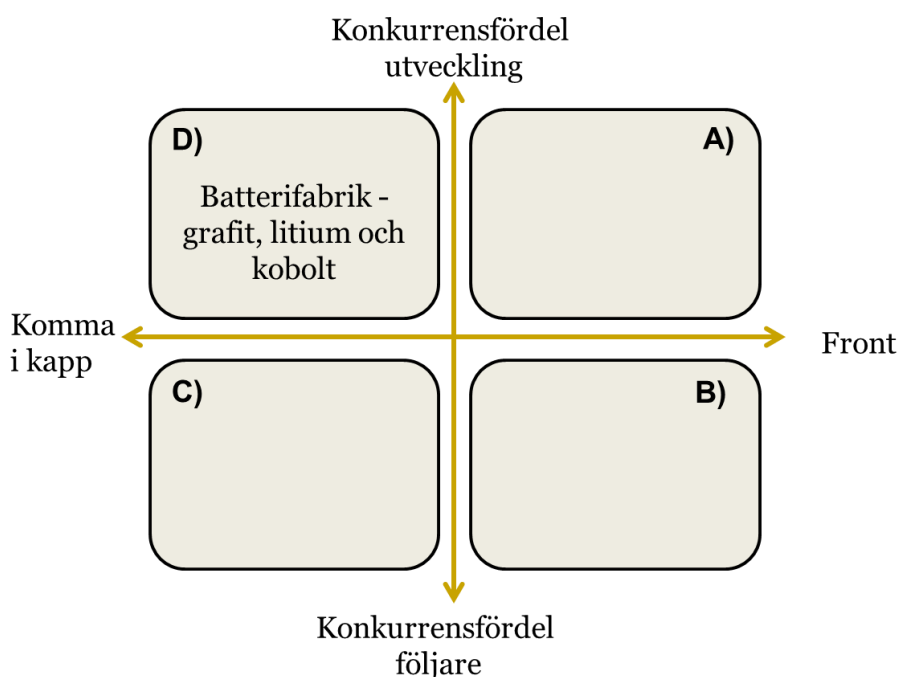 Konkurrensfördel
utveckling
D)
A)
Batterifabrik -
grafit, litium och
kobolt
Komma
i kapp
Front
C)
B)
Konkurrensfördel
följare